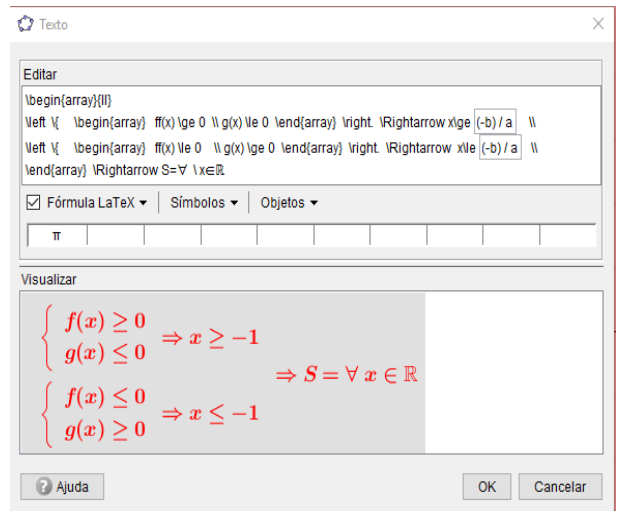 Texto
Editar
\begin{array}{ll}
\left \{ \begin{array} ff(x) \ge 0 \\ g(x) \le 0 \end{array} \right. \Rightarrow x\ge (-b) / a \\
\left \{ \begin{array} ff(x) \le 0 \\ g(x) \ge 0 \end{array} \right. \Rightarrow x\le (-b) / a \\
\end{array} \Rightarrow S=∀ \ x∈ℝ
Fórmula LaTeX Símbolos Objetos
π
Visualizar
f(x) ≥ 0
g(x) ≤ 0
⇒ x ≥ −1
f(x) ≤ 0
g(x) ≥ 0
⇒ x ≤ −1
⇒ S = ∀ x ∈ ℝ
Ajuda OK Cancelar